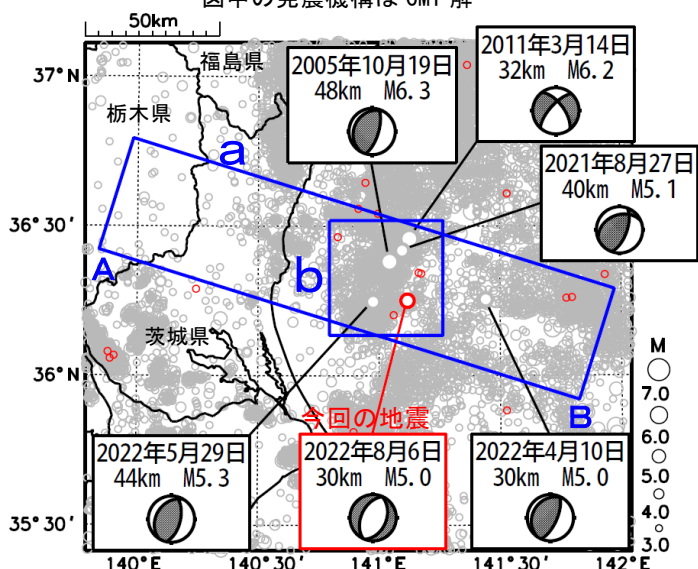 図中の発震機構は CMT 解
50km
37°N
36°30′
36°00′
35°30′
140°E
140°30′
141°00′
141°30′
142°00′
福島県
栃木県
茨城県
a
b
A
B
2005年10月19日
48km M6.3
2011年3月14日
32km M6.2
2021年8月27日
40km M5.1
今回の地震
2022年5月29日
44km M5.3
2022年8月6日
30km M5.0
2022年4月10日
30km M5.0
M
7.0
6.0
5.0
4.0
3.0